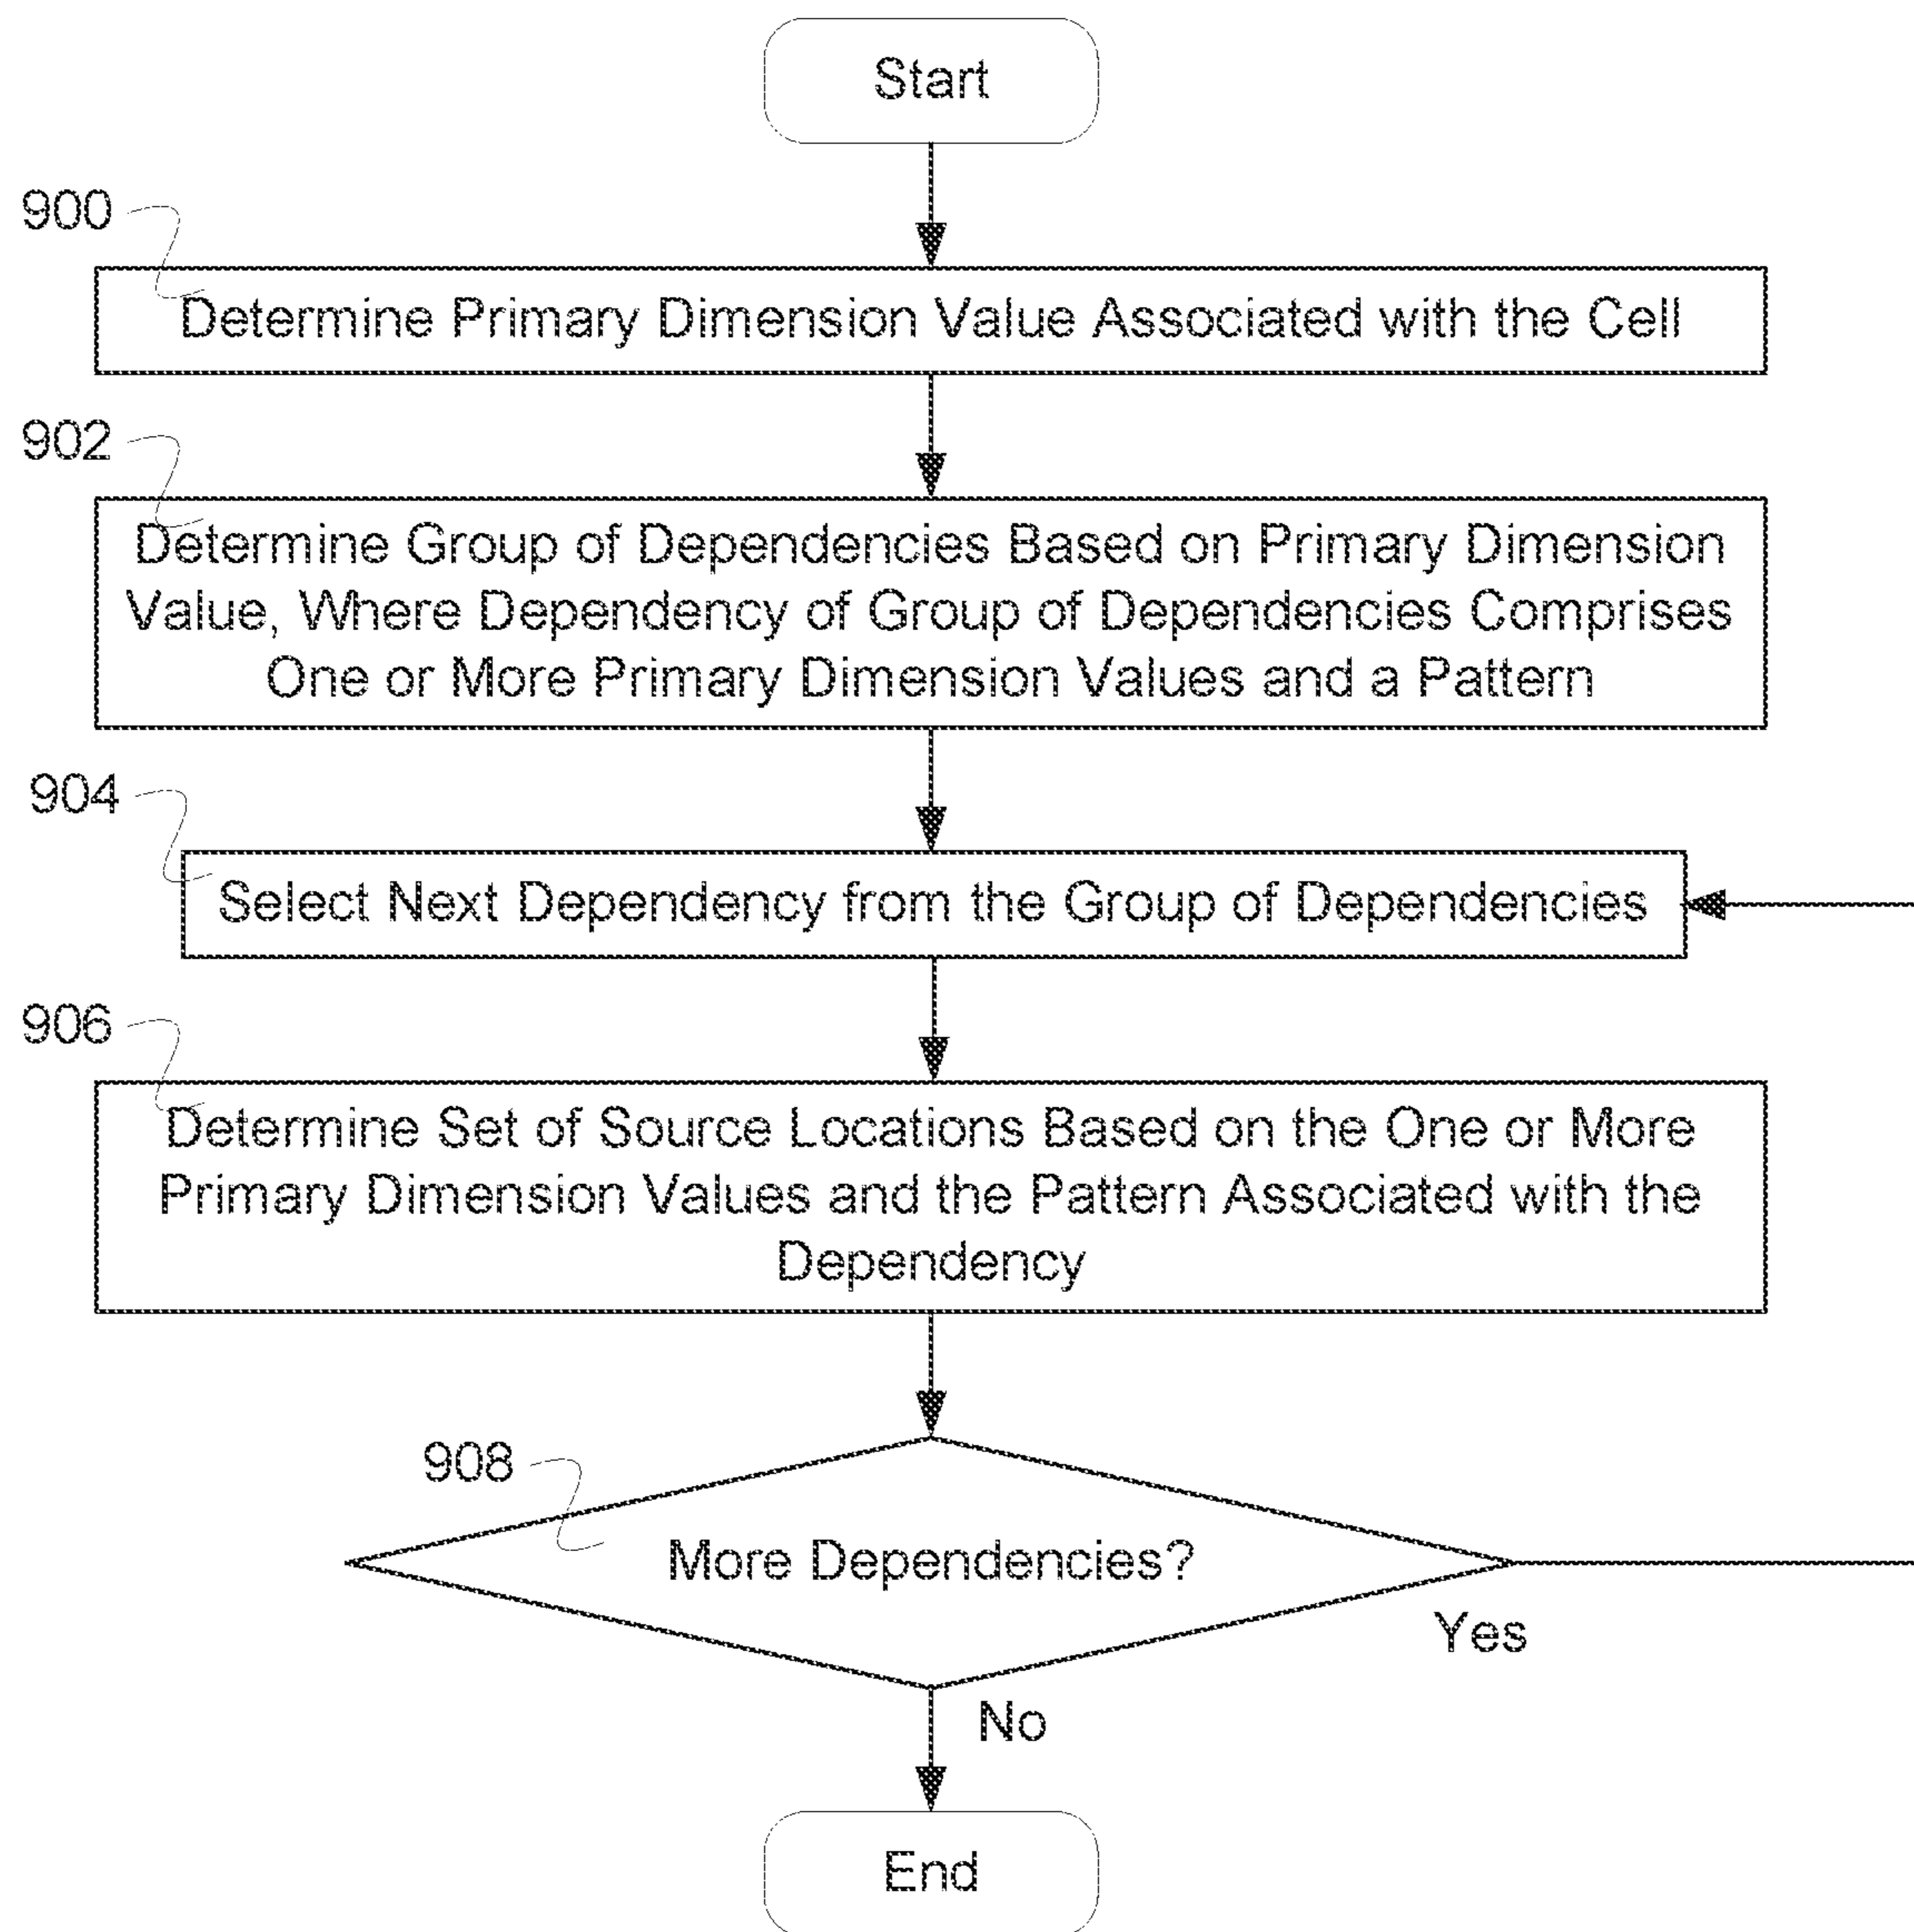 Start
900
Determine Primary Dimension Value Associated with the Cell
902
Determine Group of Dependencies Based on Primary Dimension
Value, Where Dependency of Group of Dependencies Comprises
One or More Primary Dimension Values and a Pattern
904
Select Next Dependency from the Group of Dependencies
906
Determine Set of Source Locations Based on the One or More
Primary Dimension Values and the Pattern Associated with the
Dependency
908
More Dependencies?
Yes
No
End